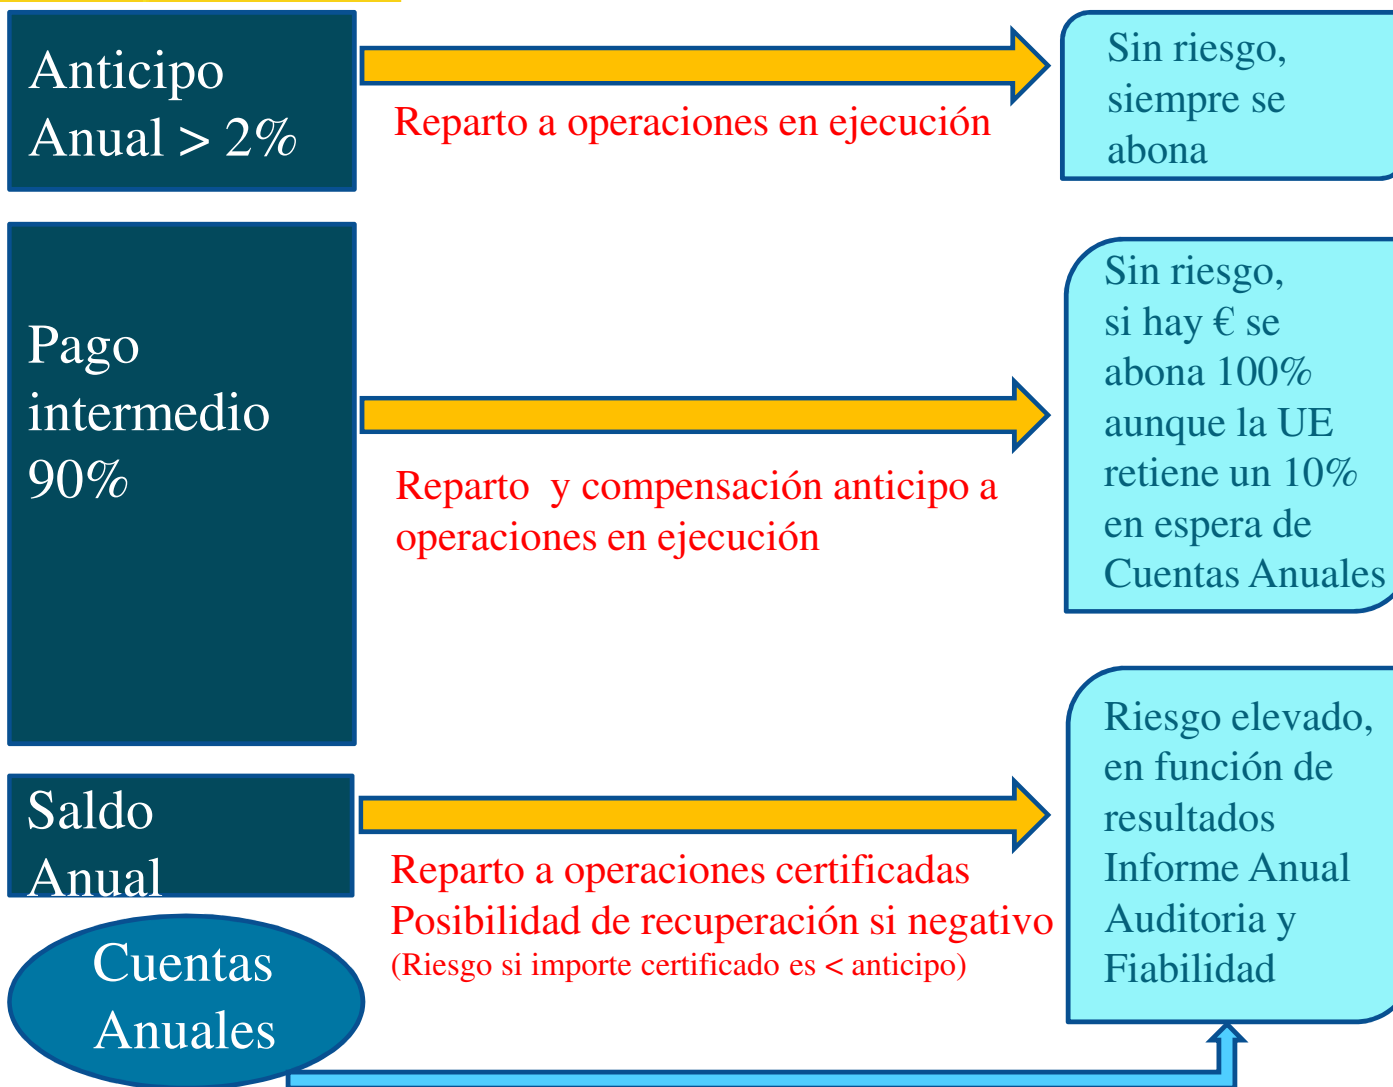 Anticipo
Anual > 2%
Reparto a operaciones en ejecución
Sin riesgo,
siempre se
abona
Pago
intermedio
90%
Reparto y compensación anticipo a
operaciones en ejecución
Sin riesgo,
si hay € se
abona 100%
aunque la UE
retiene un 10%
en espera de
Cuentas Anuales
Saldo
Anual
Reparto a operaciones certificadas
Posibilidad de recuperación si negativo
(Riesgo si importe certificado es < anticipo)
Riesgo elevado,
en función de
resultados
Informe Anual
Auditoria y
Fiabilidad
Cuentas
Anuales